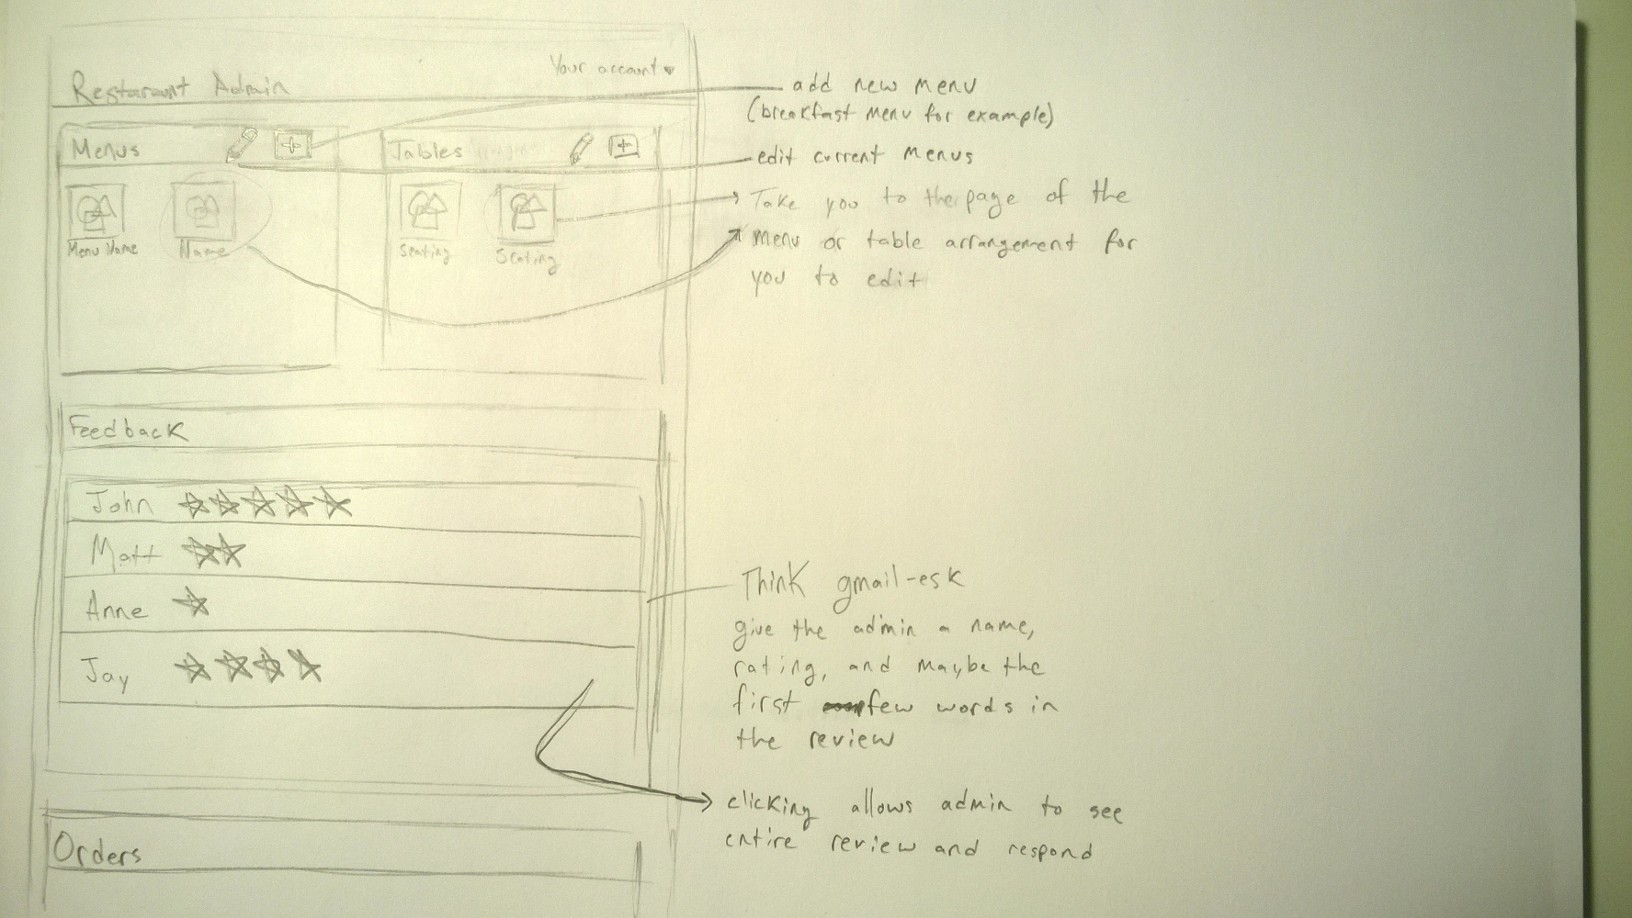 Your account
Restaraunt Admin
add new menu
(breakfast menu for example)
Menus
Tables
edit current menus
Take you to the page of the
menu or table arrangement for
you to edit
Menu Name
Name
Seating
Seating
Feedback
John
Matt
Anne
Jay
Think gmail-esk
give the admin a name,
rating, and maybe the
first few words in
the review
clicking allows admin to see
entire review and respond
Orders